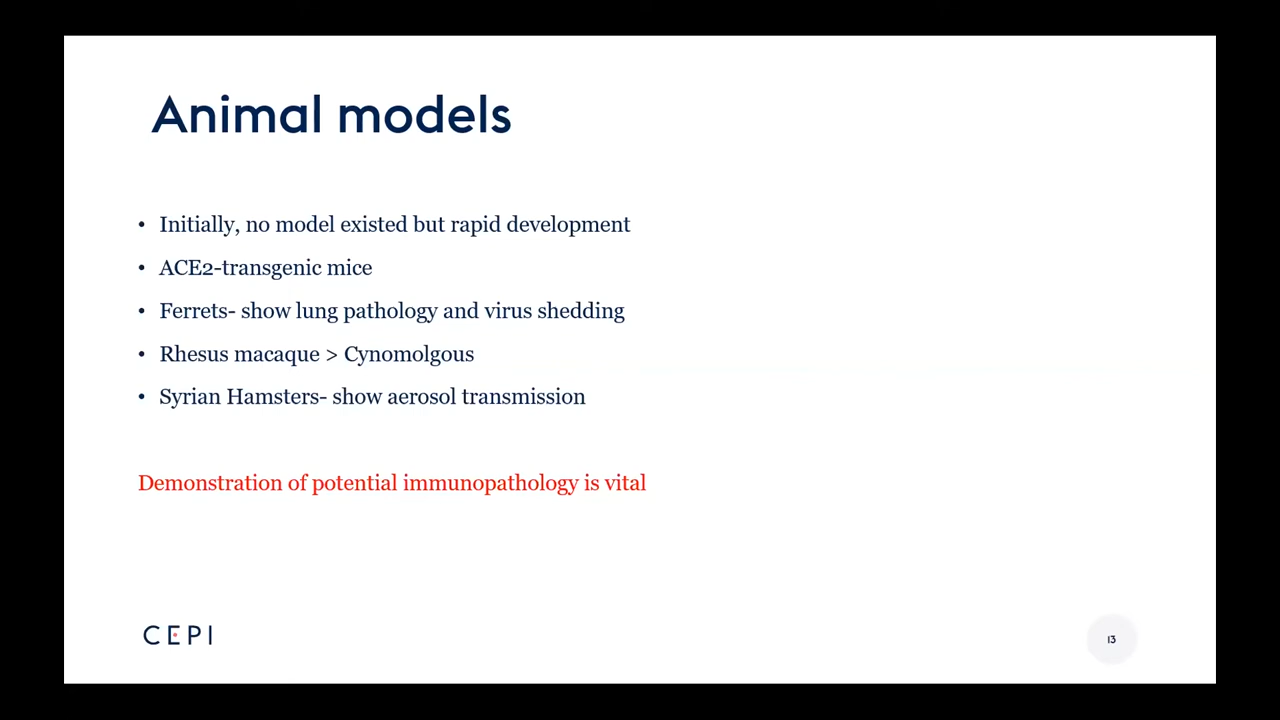 Animal models
• Initially, no model existed but rapid development
• ACE2-transgenic mice
• Ferrets- show lung pathology and virus shedding
• Rhesus macaque > Cynomolgous
• Syrian Hamsters- show aerosol transmission
Demonstration of potential immunopathology is vital
CEPI
13